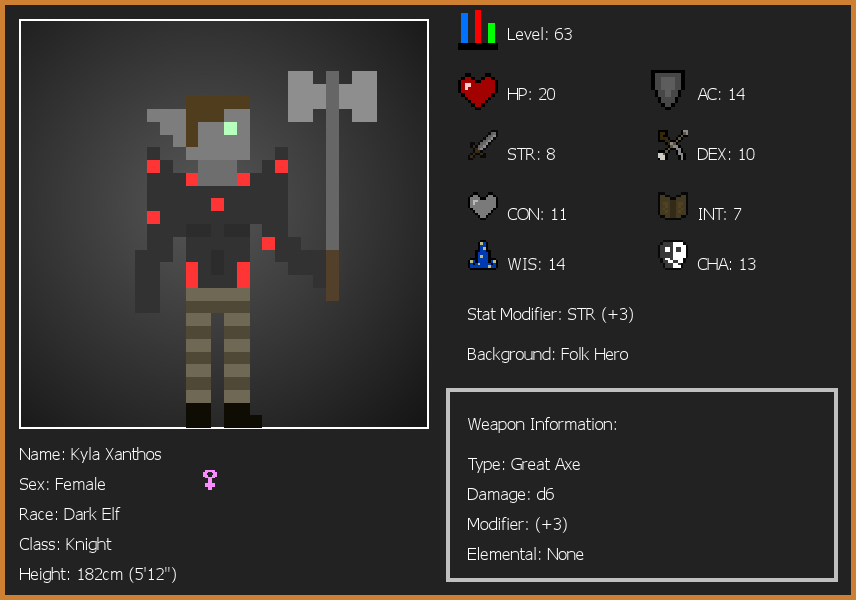 Level: 63
HP: 20
AC: 14
STR: 8
DEX: 10
CON: 11
INT: 7
WIS: 14
CHA: 13
Stat Modifier: STR (+3)
Background: Folk Hero
Weapon Information:
Type: Great Axe
Damage: d6
Modifier: (+3)
Elemental: None
Name: Kyla Xanthos
Sex: Female
Race: Dark Elf
Class: Knight
Height: 182cm (5'12")